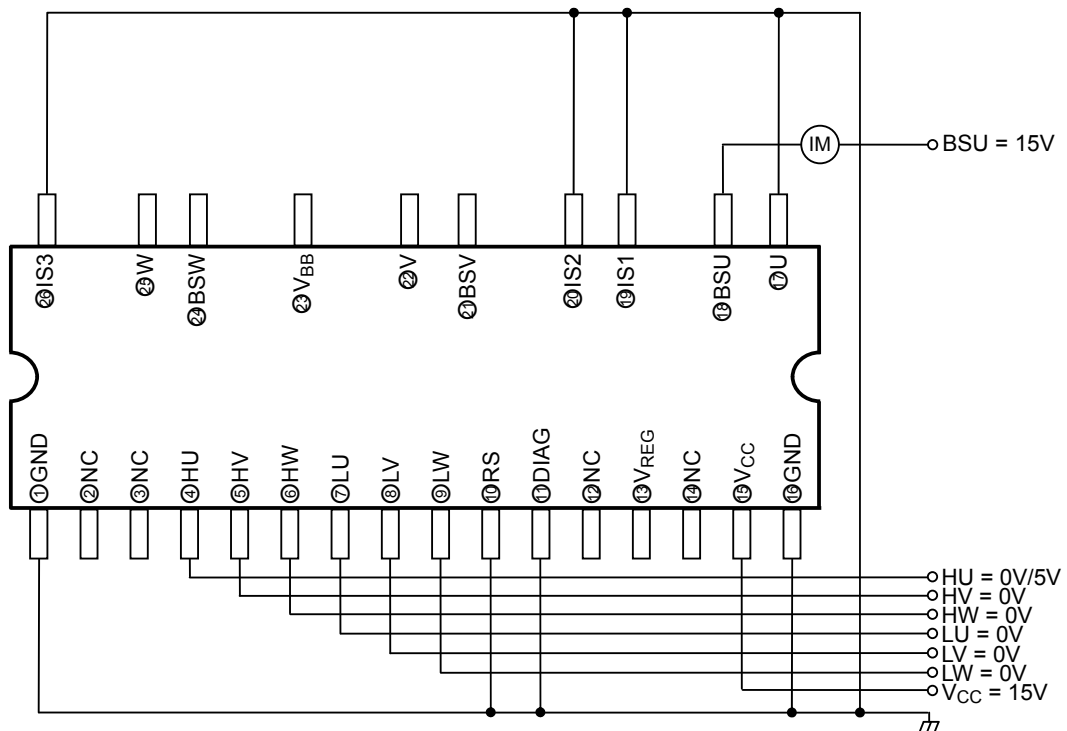 IM
BSU = 15V
㉖IS3
㉕W
㉔BSW
㉓VBB
㉒V
㉑BSV
⑳IS2
⑲IS1
⑱BSU
⑰U
①GND
②NC
③NC
④HU
⑤HV
⑥HW
⑦LU
⑧LV
⑨LW
⑩RS
⑪DIAG
⑫NC
⑬VREG
⑭NC
⑮VCC
⑯GND
HU = 0V/5V
HV = 0V
HW = 0V
LU = 0V
LV = 0V
LW = 0V
VCC = 15V